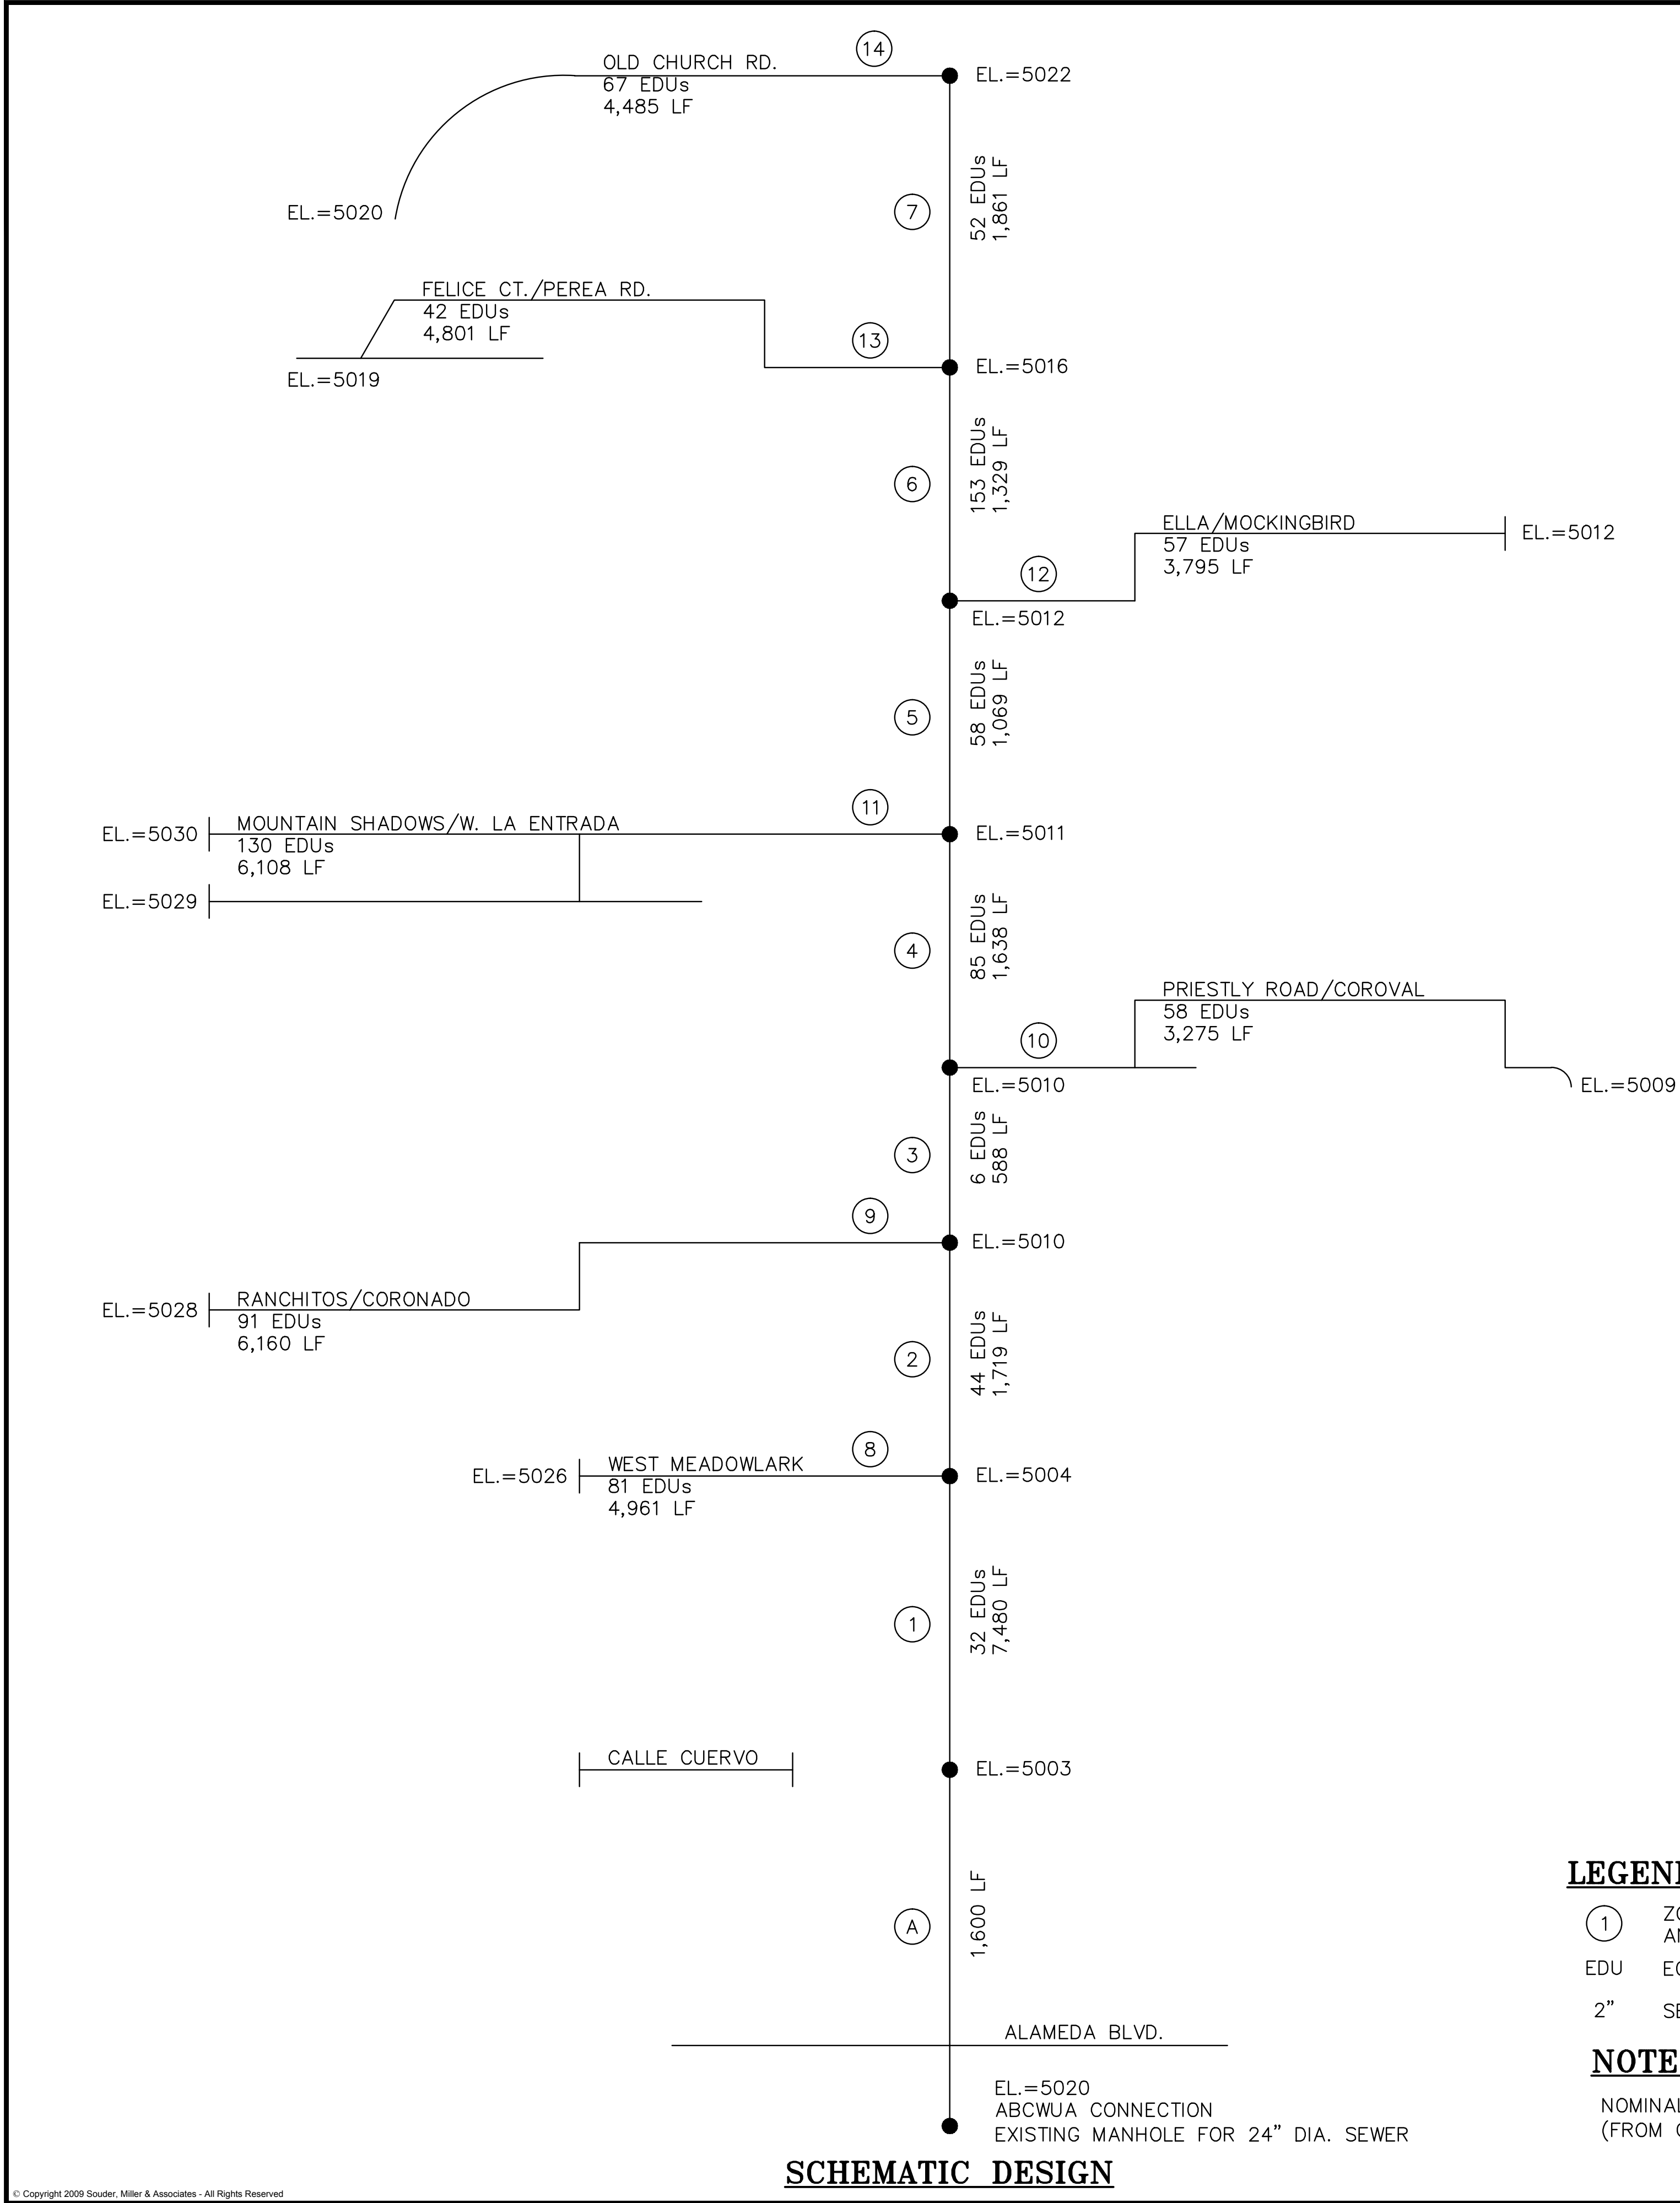 14
OLD CHURCH RD.
67 EDUs
4,485 LF
EL.=5022
52 EDUs
1,861 LF
7
EL.=5020
FELICE CT./PEREA RD.
42 EDUs
4,801 LF
13
EL.=5016
EL.=5019
153 EDUs
1,329 LF
6
ELLA/MOCKINGBIRD
57 EDUs
3,795 LF
EL.=5012
12
EL.=5012
58 EDUs
1,069 LF
5
11
EL.=5030
MOUNTAIN SHADOWS/W. LA ENTRADA
130 EDUs
6,108 LF
EL.=5011
EL.=5029
85 EDUs
1,638 LF
4
PRIESTLY ROAD/COROVAL
58 EDUs
3,275 LF
10
EL.=5010
EL.=5009
6 EDUs
588 LF
3
9
EL.=5010
EL.=5028
RANCHITOS/CORONADO
91 EDUs
6,160 LF
44 EDUs
1,719 LF
2
8
EL.=5026
WEST MEADOWLARK
81 EDUs
4,961 LF
EL.=5004
32 EDUs
7,480 LF
1
CALLE CUERVO
EL.=5003
1,600 LF
A
ALAMEDA BLVD.
EL.=5020
ABCWUA CONNECTION
EXISTING MANHOLE FOR 24" DIA. SEWER
SCHEMATIC DESIGN
LEGEN
1
ZO
EDU
2"
SE
NOTE
NOMINAL
(FROM
© Copyright 2009 Souder, Miller & Associates - All Rights Reserved